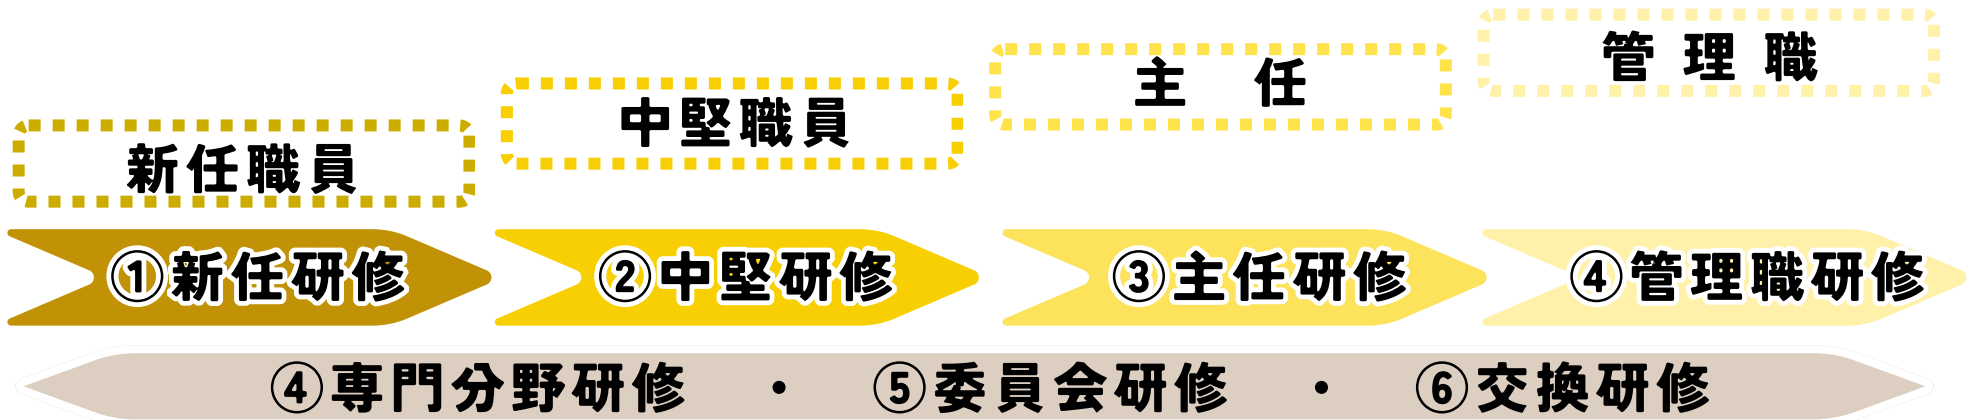 新任職員
中堅職員
主 任
管 理 職
①新任研修
②中堅研修
③主任研修
④管理職研修
④専門分野研修 ・ ⑤委員会研修 ・ ⑥交換研修